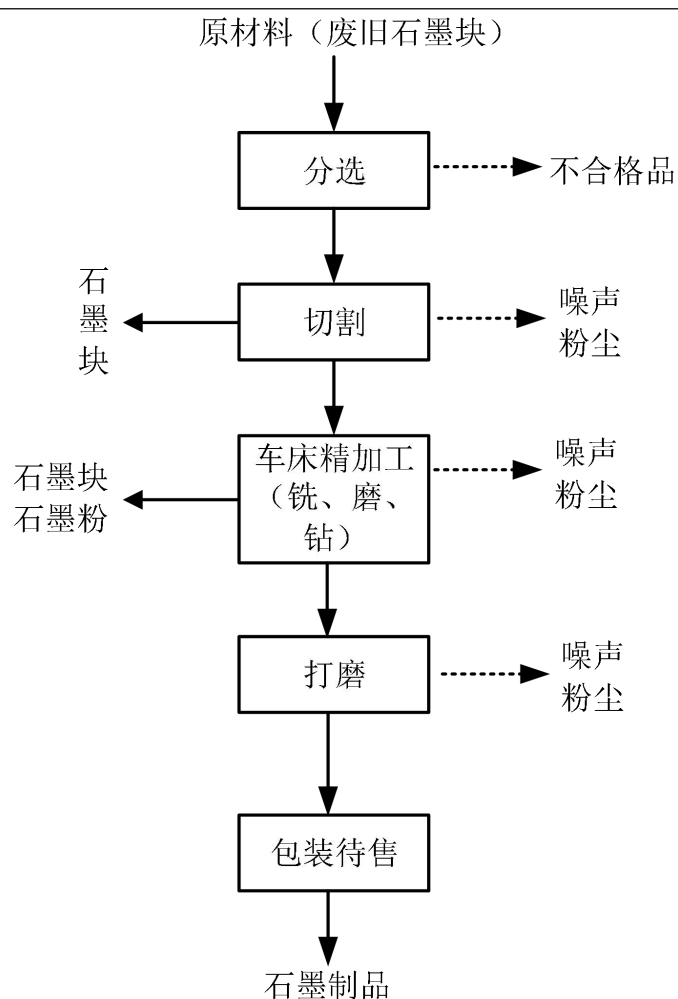 原材料（废旧石墨块）
分选
不合格品
石
墨
块
切割
噪声
粉尘
石墨块
石墨粉
车床精加工
（铣、磨、
钻）
噪声
粉尘
打磨
噪声
粉尘
包装待售
石墨制品